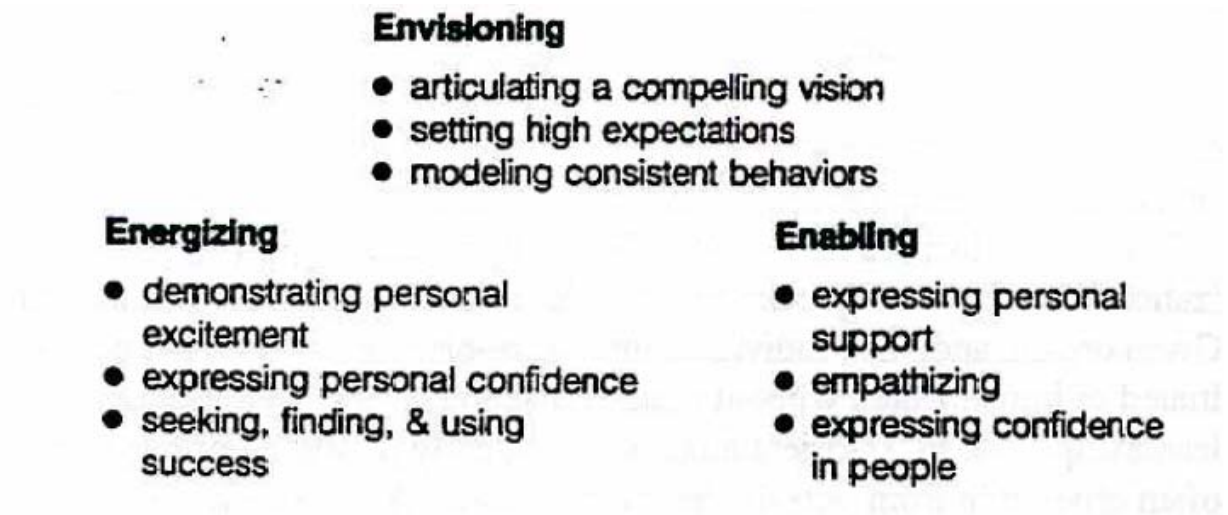 Envisioning
● articulating a compelling vision
● setting high expectations
● modeling consistent behaviors
Energizing
● demonstrating personal
excitement
● expressing personal confidence
● seeking, finding, & using
success
Enabling
● expressing personal
support
● empathizing
● expressing confidence
in people